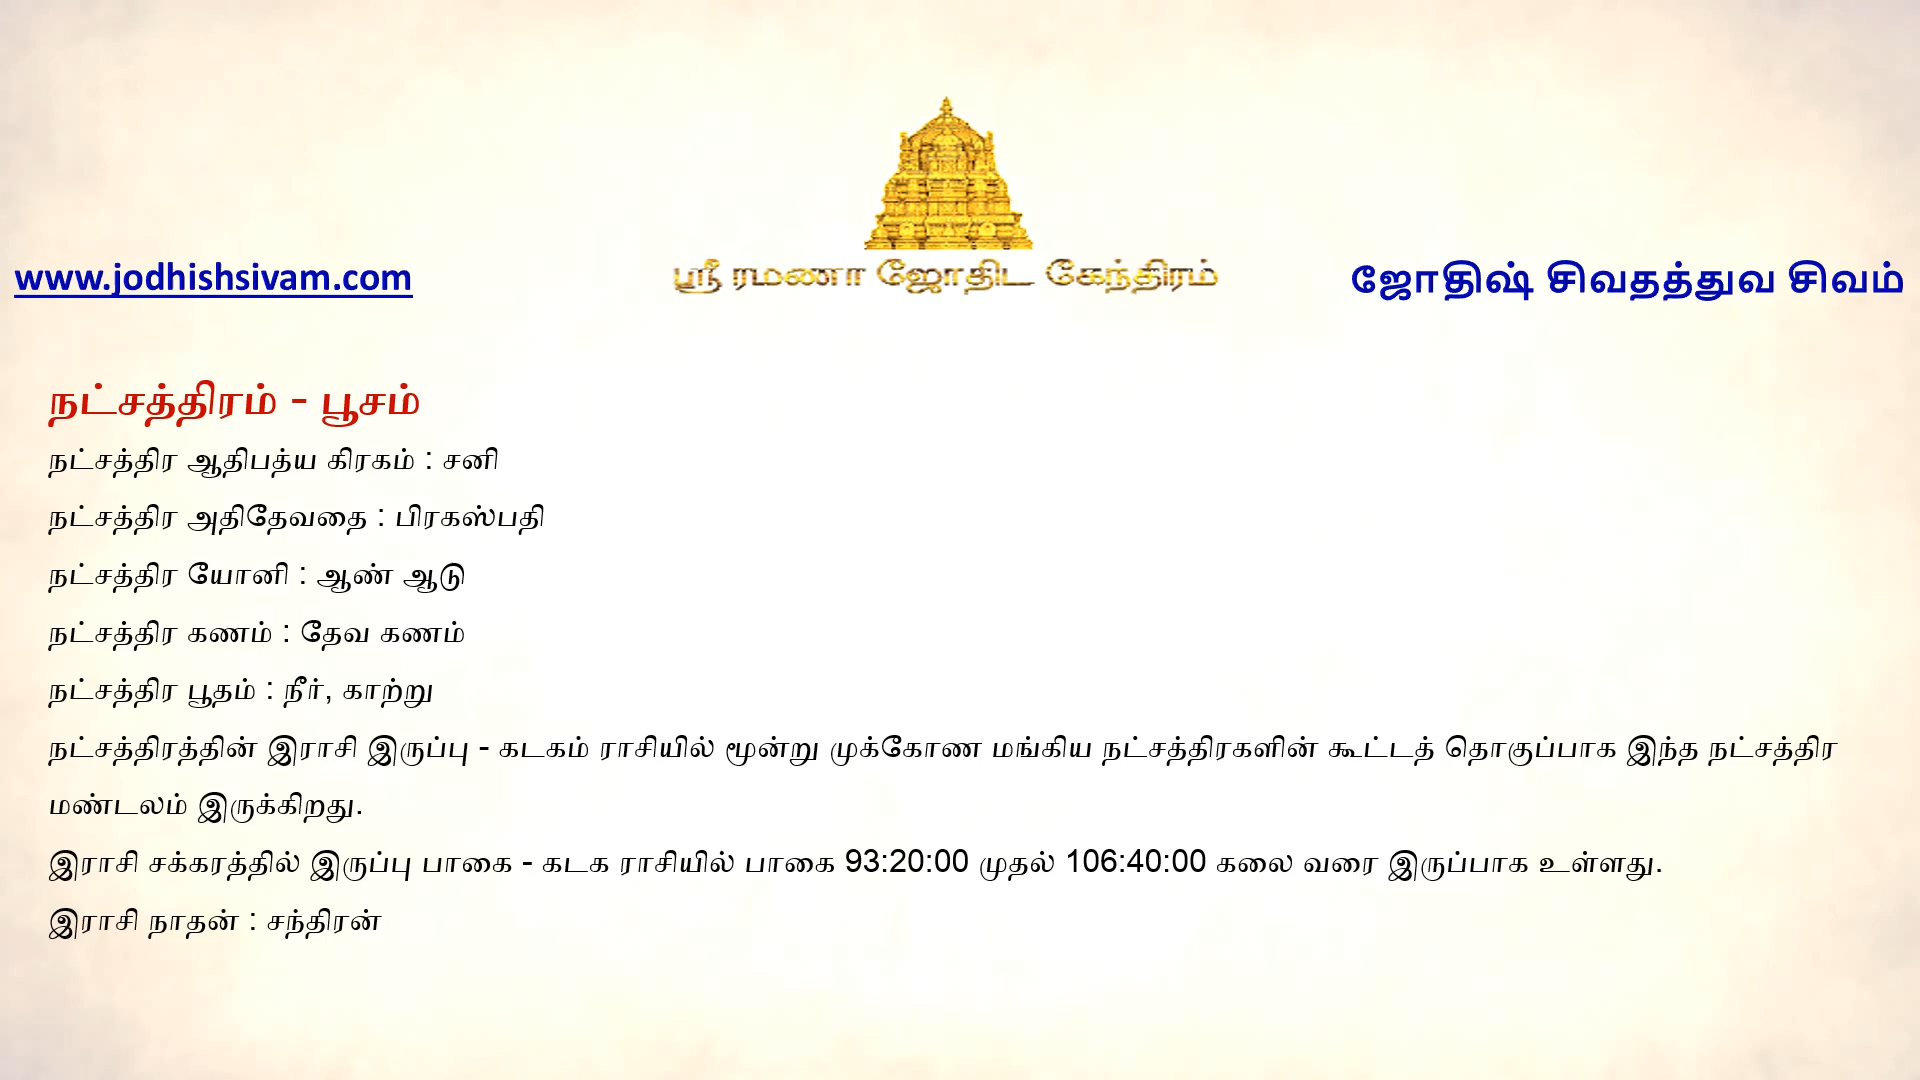 www.jodhishsivam.com
ஸ்ரீ ரமணா ஜோதிட கேந்திரம்
ஜோதிஷ் சிவதத்துவ சிவம்
நட்சத்திரம் - பூசம்
நட்சத்திர ஆதிபத்ய கிரகம் : சனி
நட்சத்திர அதிதேவதை : பிரகஸ்பதி
நட்சத்திர யோனி : ஆண் ஆடு
நட்சத்திர கணம் : தேவ கணம்
நட்சத்திர பூதம் : நீர், காற்று
நட்சத்திரத்தின் இராசி இருப்பு - கடகம் ராசியில் மூன்று முக்கோண மங்கிய நட்சத்திரகளின் கூட்டத் தொகுப்பாக இந்த நட்சத்திர
மண்டலம் இருக்கிறது.
இராசி சக்கரத்தில் இருப்பு பாகை - கடக ராசியில் பாகை 93:20:00 முதல் 106:40:00 கலை வரை இருப்பாக உள்ளது.
இராசி நாதன் : சந்திரன்